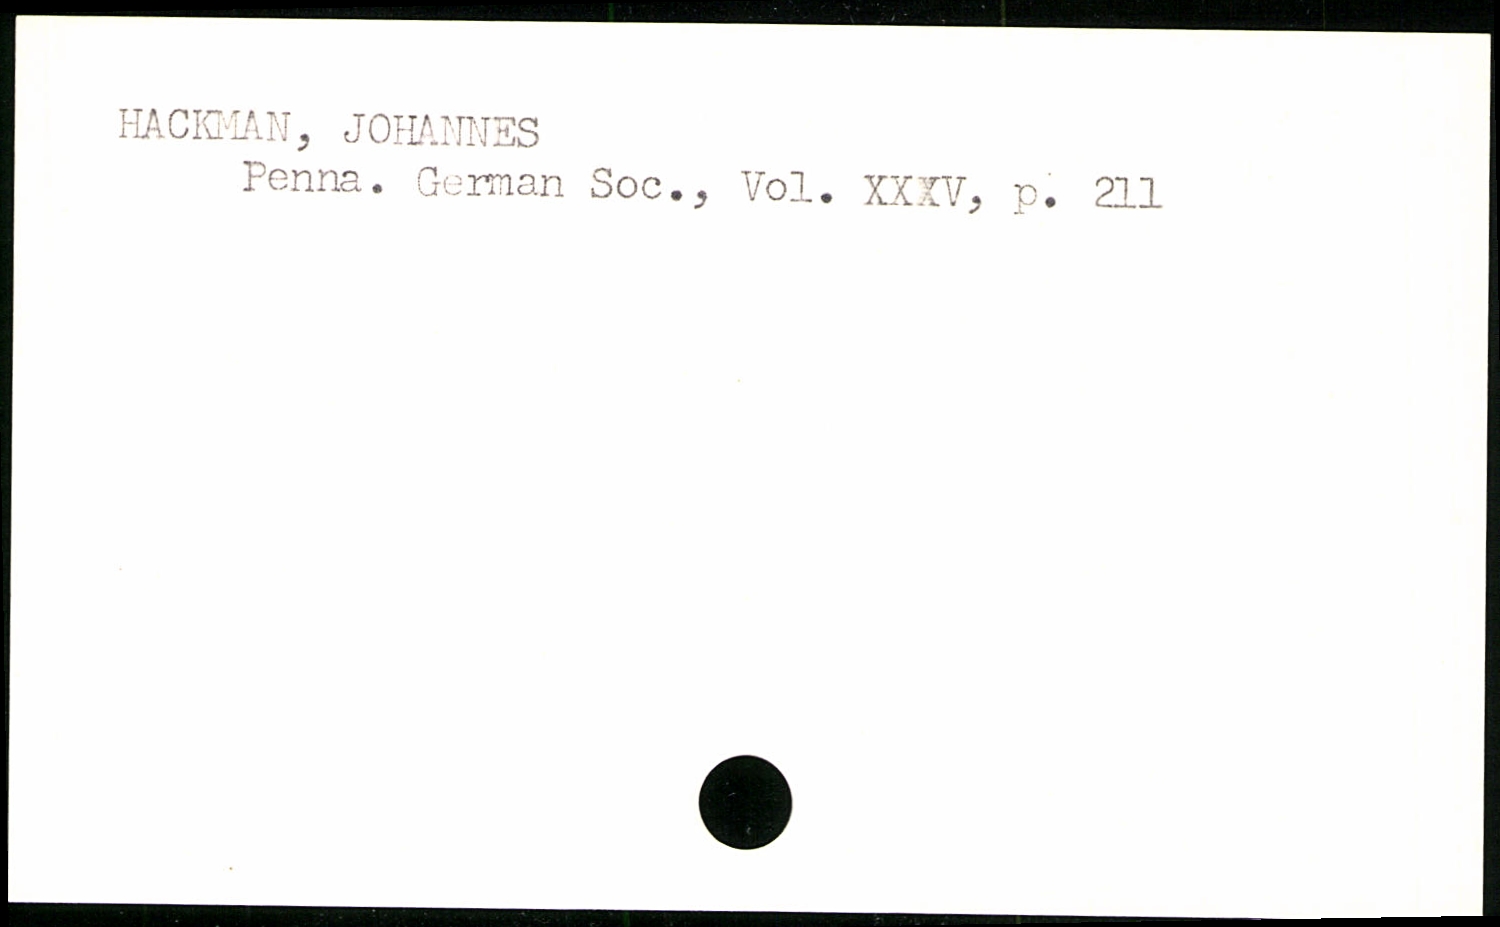 HACKMAN, JOHANNES
Penna. German Soc., Vol. XXXV, p. 211